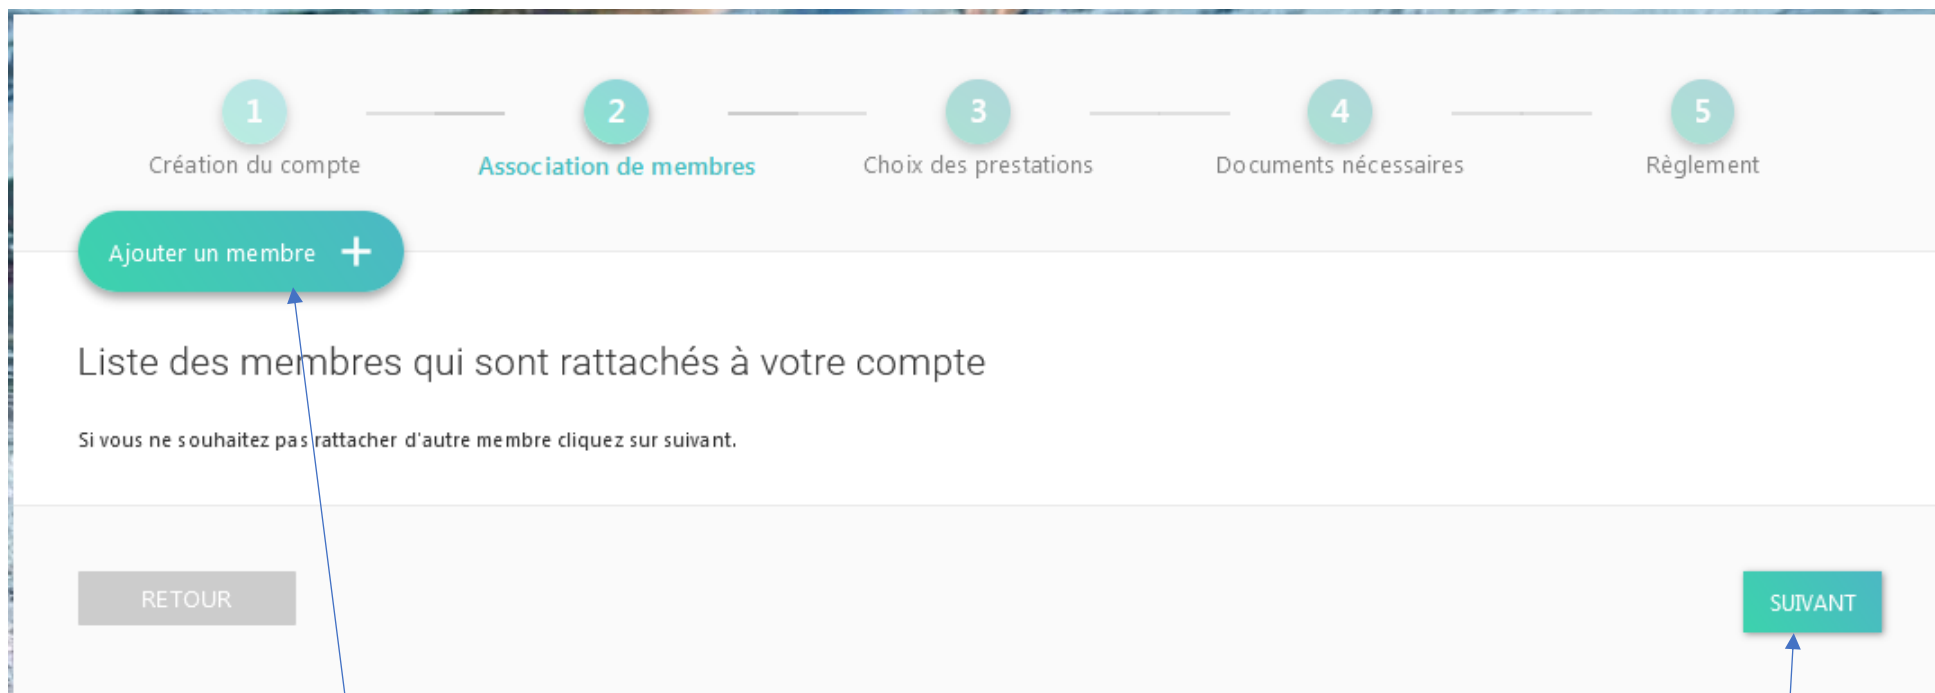 1 2 3 4 5
Création du compte Association de membres Choix des prestations Documents nécessaires Règlement
Ajouter un membre +
Liste des membres qui sont rattachés à votre compte
Si vous ne souhaitez pas rattacher d'autre membre cliquez sur suivant.
RETOUR SUIVANT